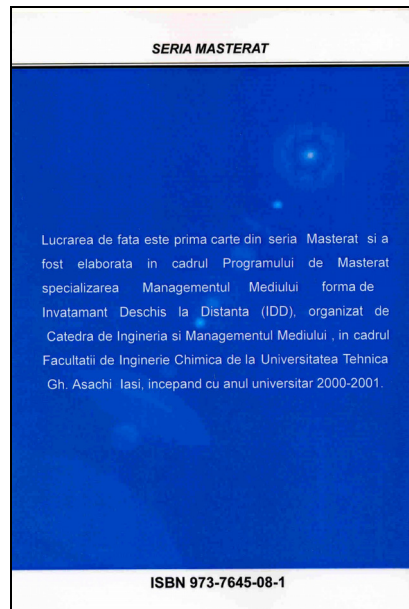 SERIA MASTERAT
Lucrarea de fata este prima carte din seria Masterat si a
fost elaborata in cadrul Programului de Masterat
specializarea Managementul Mediului forma de
Invatamant Deschis la Distanta (IDD), organizat de
Catedra de Ingineria si Managementul Mediului , in cadrul
Facultatii de Inginerie Chimica de la Universitatea Tehnica
Gh. Asachi Iasi, incepand cu anul universitar 2000-2001.
ISBN 973-7645-08-1